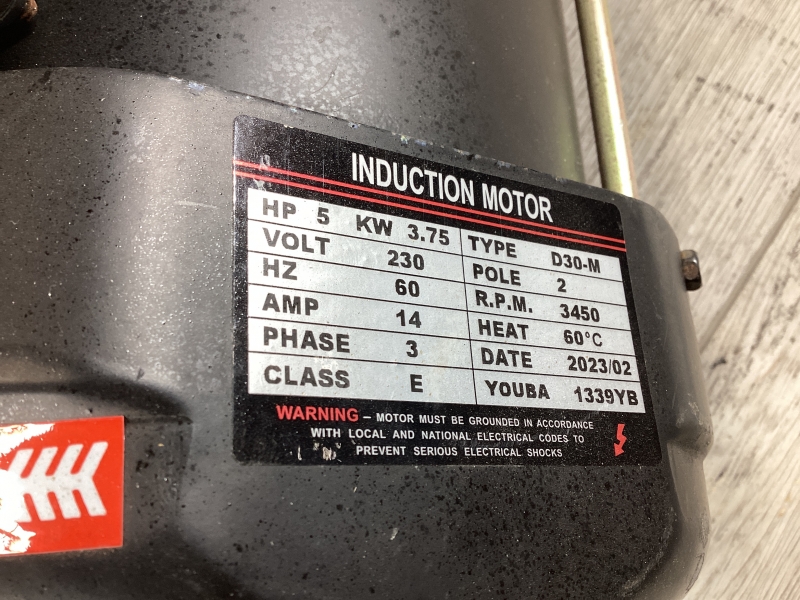 INDUCTION MOTOR
HP 5 KW 3.75 TYPE D30-M
VOLT 230 POLE 2
HZ 60 R.P.M. 3450
AMP 14 HEAT 60°C
PHASE 3 DATE 2023/02
CLASS E YOUBA 1339YB
WARNING – MOTOR MUST BE GROUNDED IN ACCORDANCE
WITH LOCAL AND NATIONAL ELECTRICAL CODES TO
PREVENT SERIOUS ELECTRICAL SHOCKS